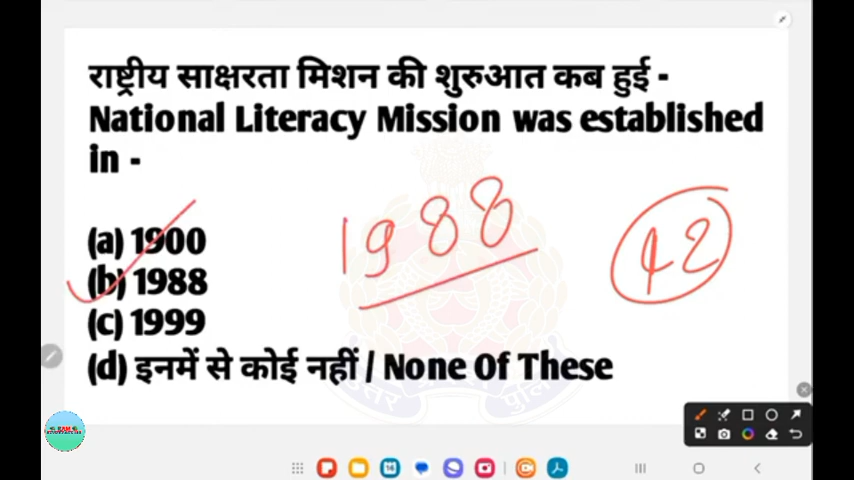 राष्ट्रीय साक्षरता मिशन की शुरुआत कब हुई -
National Literacy Mission was established
in -
(a) 1900
(b) 1988
(c) 1999
(d) इनमें से कोई नहीं / None Of These
1988
42